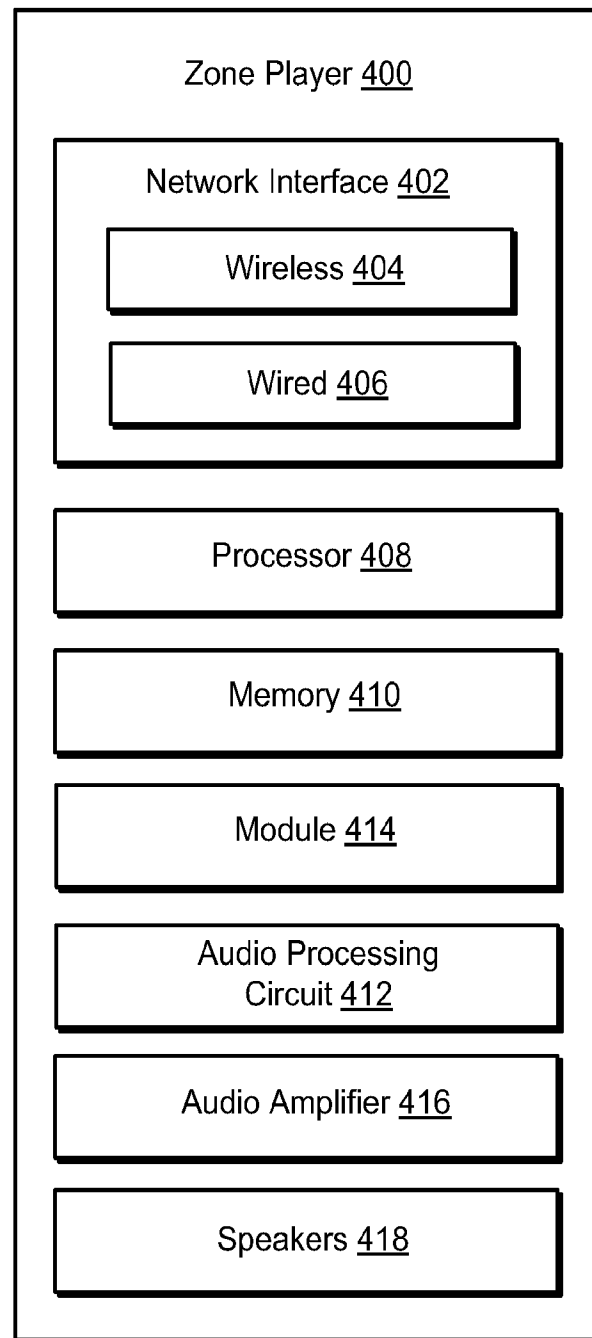 Zone Player 400
Network Interface 402
Wireless 404
Wired 406
Processor 408
Memory 410
Module 414
Audio Processing
Circuit 412
Audio Amplifier 416
Speakers 418